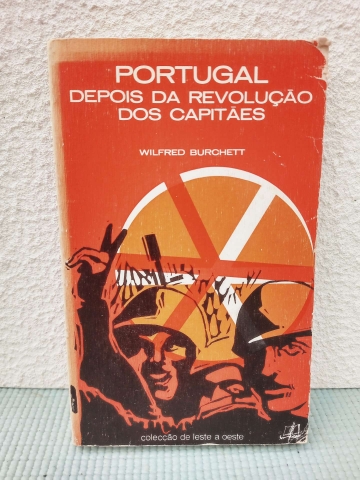 PORTUGAL
DEPOIS DA REVOLUÇÃO
DOS CAPITÃES
WILFRED BURCHETT
colecção de leste a oeste